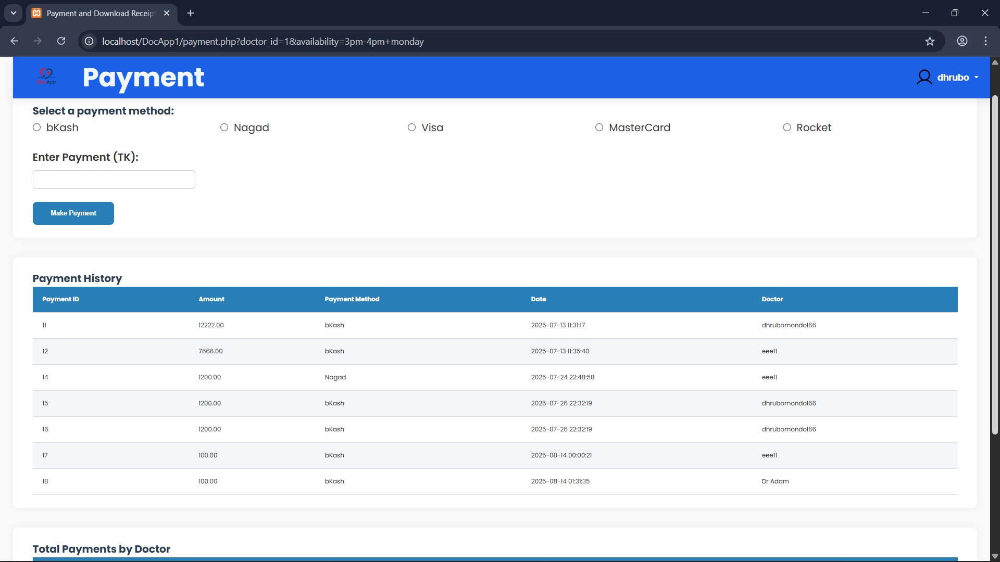 Payment and Download Receip
localhost/DocApp1/payment.php?doctor_id=1&availability=3pm-4pm+monday
DocApp
Payment
dhrubo
Select a payment method:
bKash Nagad Visa MasterCard Rocket
Enter Payment (TK):
Make Payment
Payment History
Payment ID Amount Payment Method Date Doctor
11 12222.00 bKash 2025-07-13 11:31:17 dhrubomondol66
12 7666.00 bKash 2025-07-13 11:35:40 eee11
14 1200.00 Nagad 2025-07-24 22:48:58 eee11
15 1200.00 bKash 2025-07-26 22:32:19 dhrubomondol66
16 1200.00 bKash 2025-07-26 22:32:19 dhrubomondol66
17 100.00 bKash 2025-08-14 00:00:21 eee11
18 100.00 bKash 2025-08-14 01:31:35 Dr Adam
Total Payments by Doctor